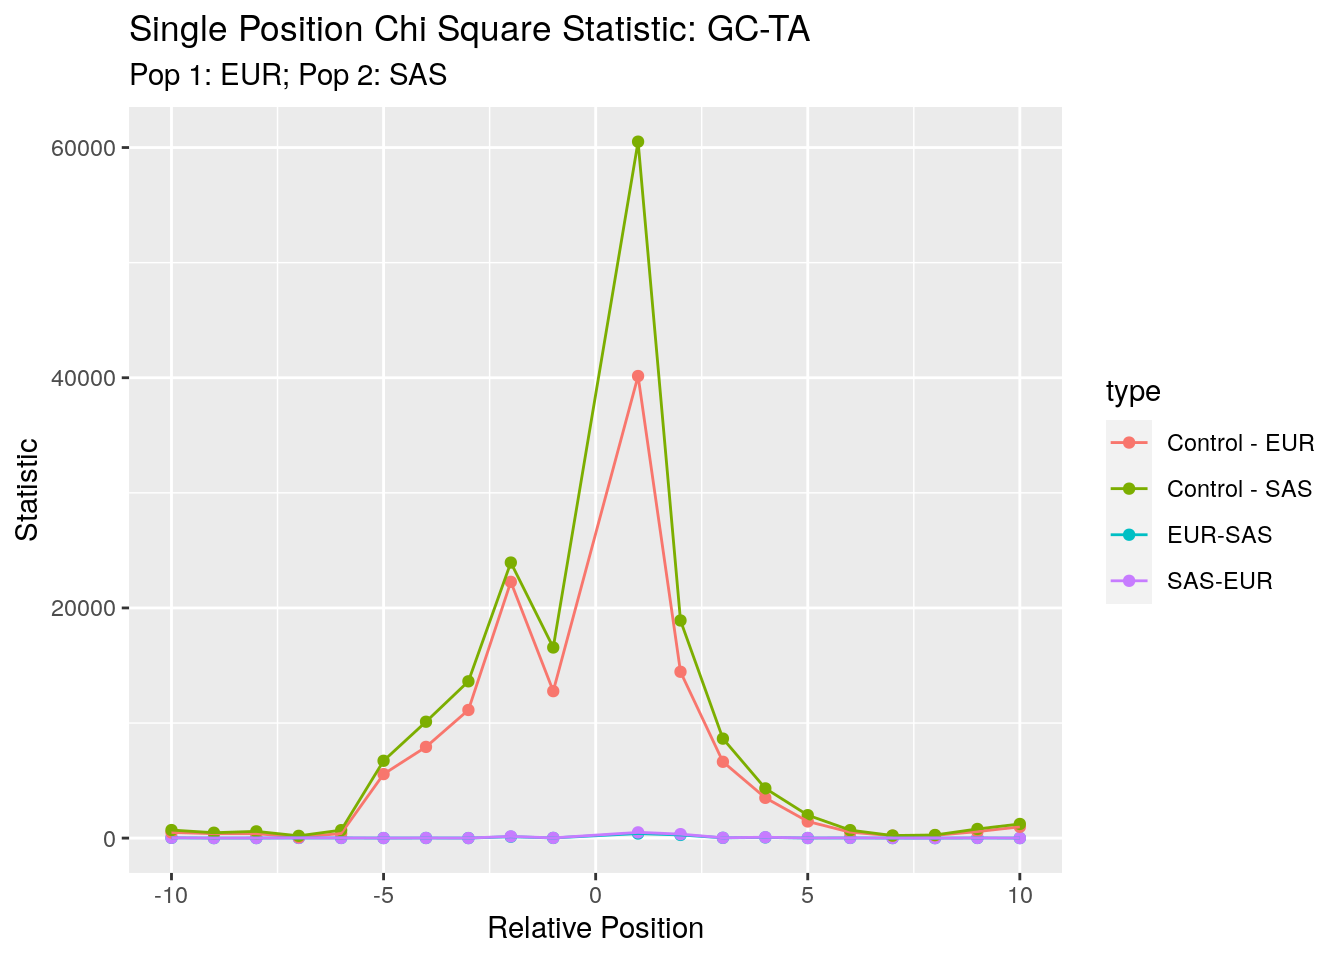 Single Position Chi Square Statistic: GC-TA
Pop 1: EUR; Pop 2: SAS
60000
40000
20000
0
Statistic
-10
-5
0
5
10
Relative Position
type
Control - EUR
Control - SAS
EUR-SAS
SAS-EUR